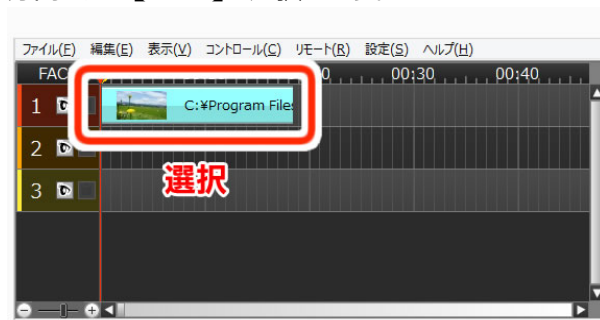 ファイル(F) 編集(E) 表示(V) コントロール(C) リモート(R) 設定(S) ヘルプ(H)
FAC 0 00:30 00:40
1 C:¥Program Files
2
選択
3